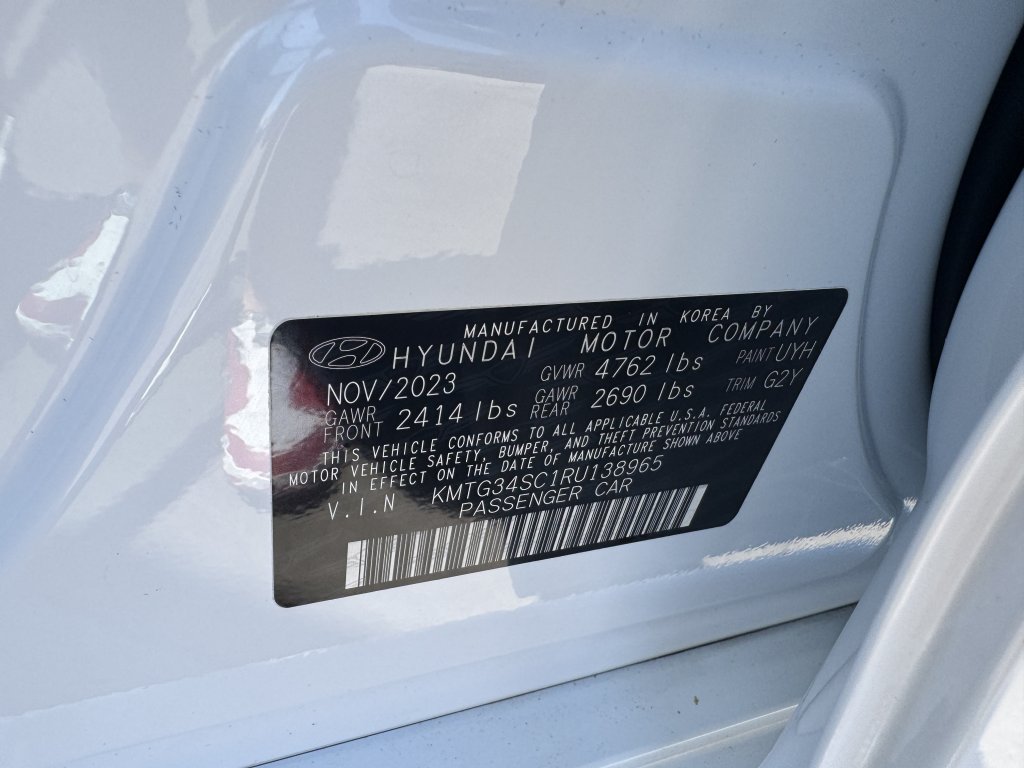 MANUFACTURED IN KOREA BY
HYUNDAI MOTOR COMPANY
NOV/2023 GVWR 4762 lbs PAINT UYH
GAWR FRONT 2414 lbs GAWR REAR 2690 lbs TRIM G2Y
THIS VEHICLE CONFORMS TO ALL APPLICABLE U.S.A. FEDERAL
MOTOR VEHICLE SAFETY, BUMPER, AND THEFT PREVENTION STANDARDS
IN EFFECT ON THE DATE OF MANUFACTURE SHOWN ABOVE
V.I.N KMTG34SC1RU138965
PASSENGER CAR